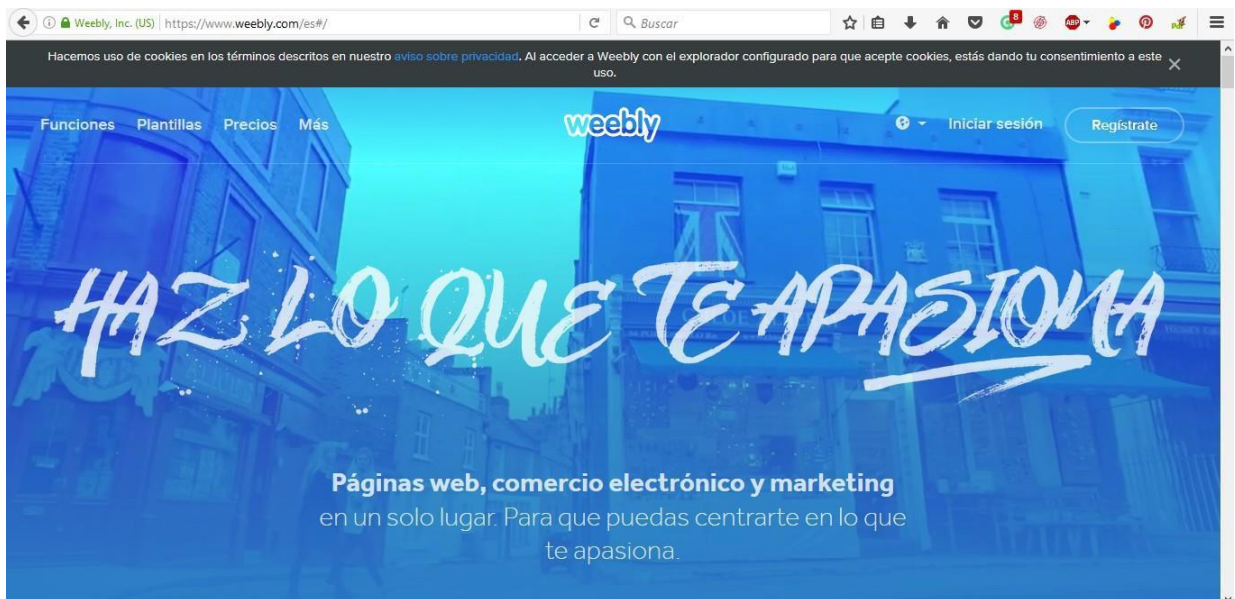 Weebly, Inc. (US) https://www.weebly.com/es#/ Buscar 8 ABP
Hacemos uso de cookies en los términos descritos en nuestro aviso sobre privacidad. Al acceder a Weebly con el explorador configurado para que acepte cookies, estás dando tu consentimiento a este
uso.
Funciones Plantillas Precios Más weebly Iniciar sesión Regístrate
HAZ LO QUE TE APASIONA
Páginas web, comercio electrónico y marketing
en un solo lugar. Para que puedas centrarte en lo que
te apasiona.